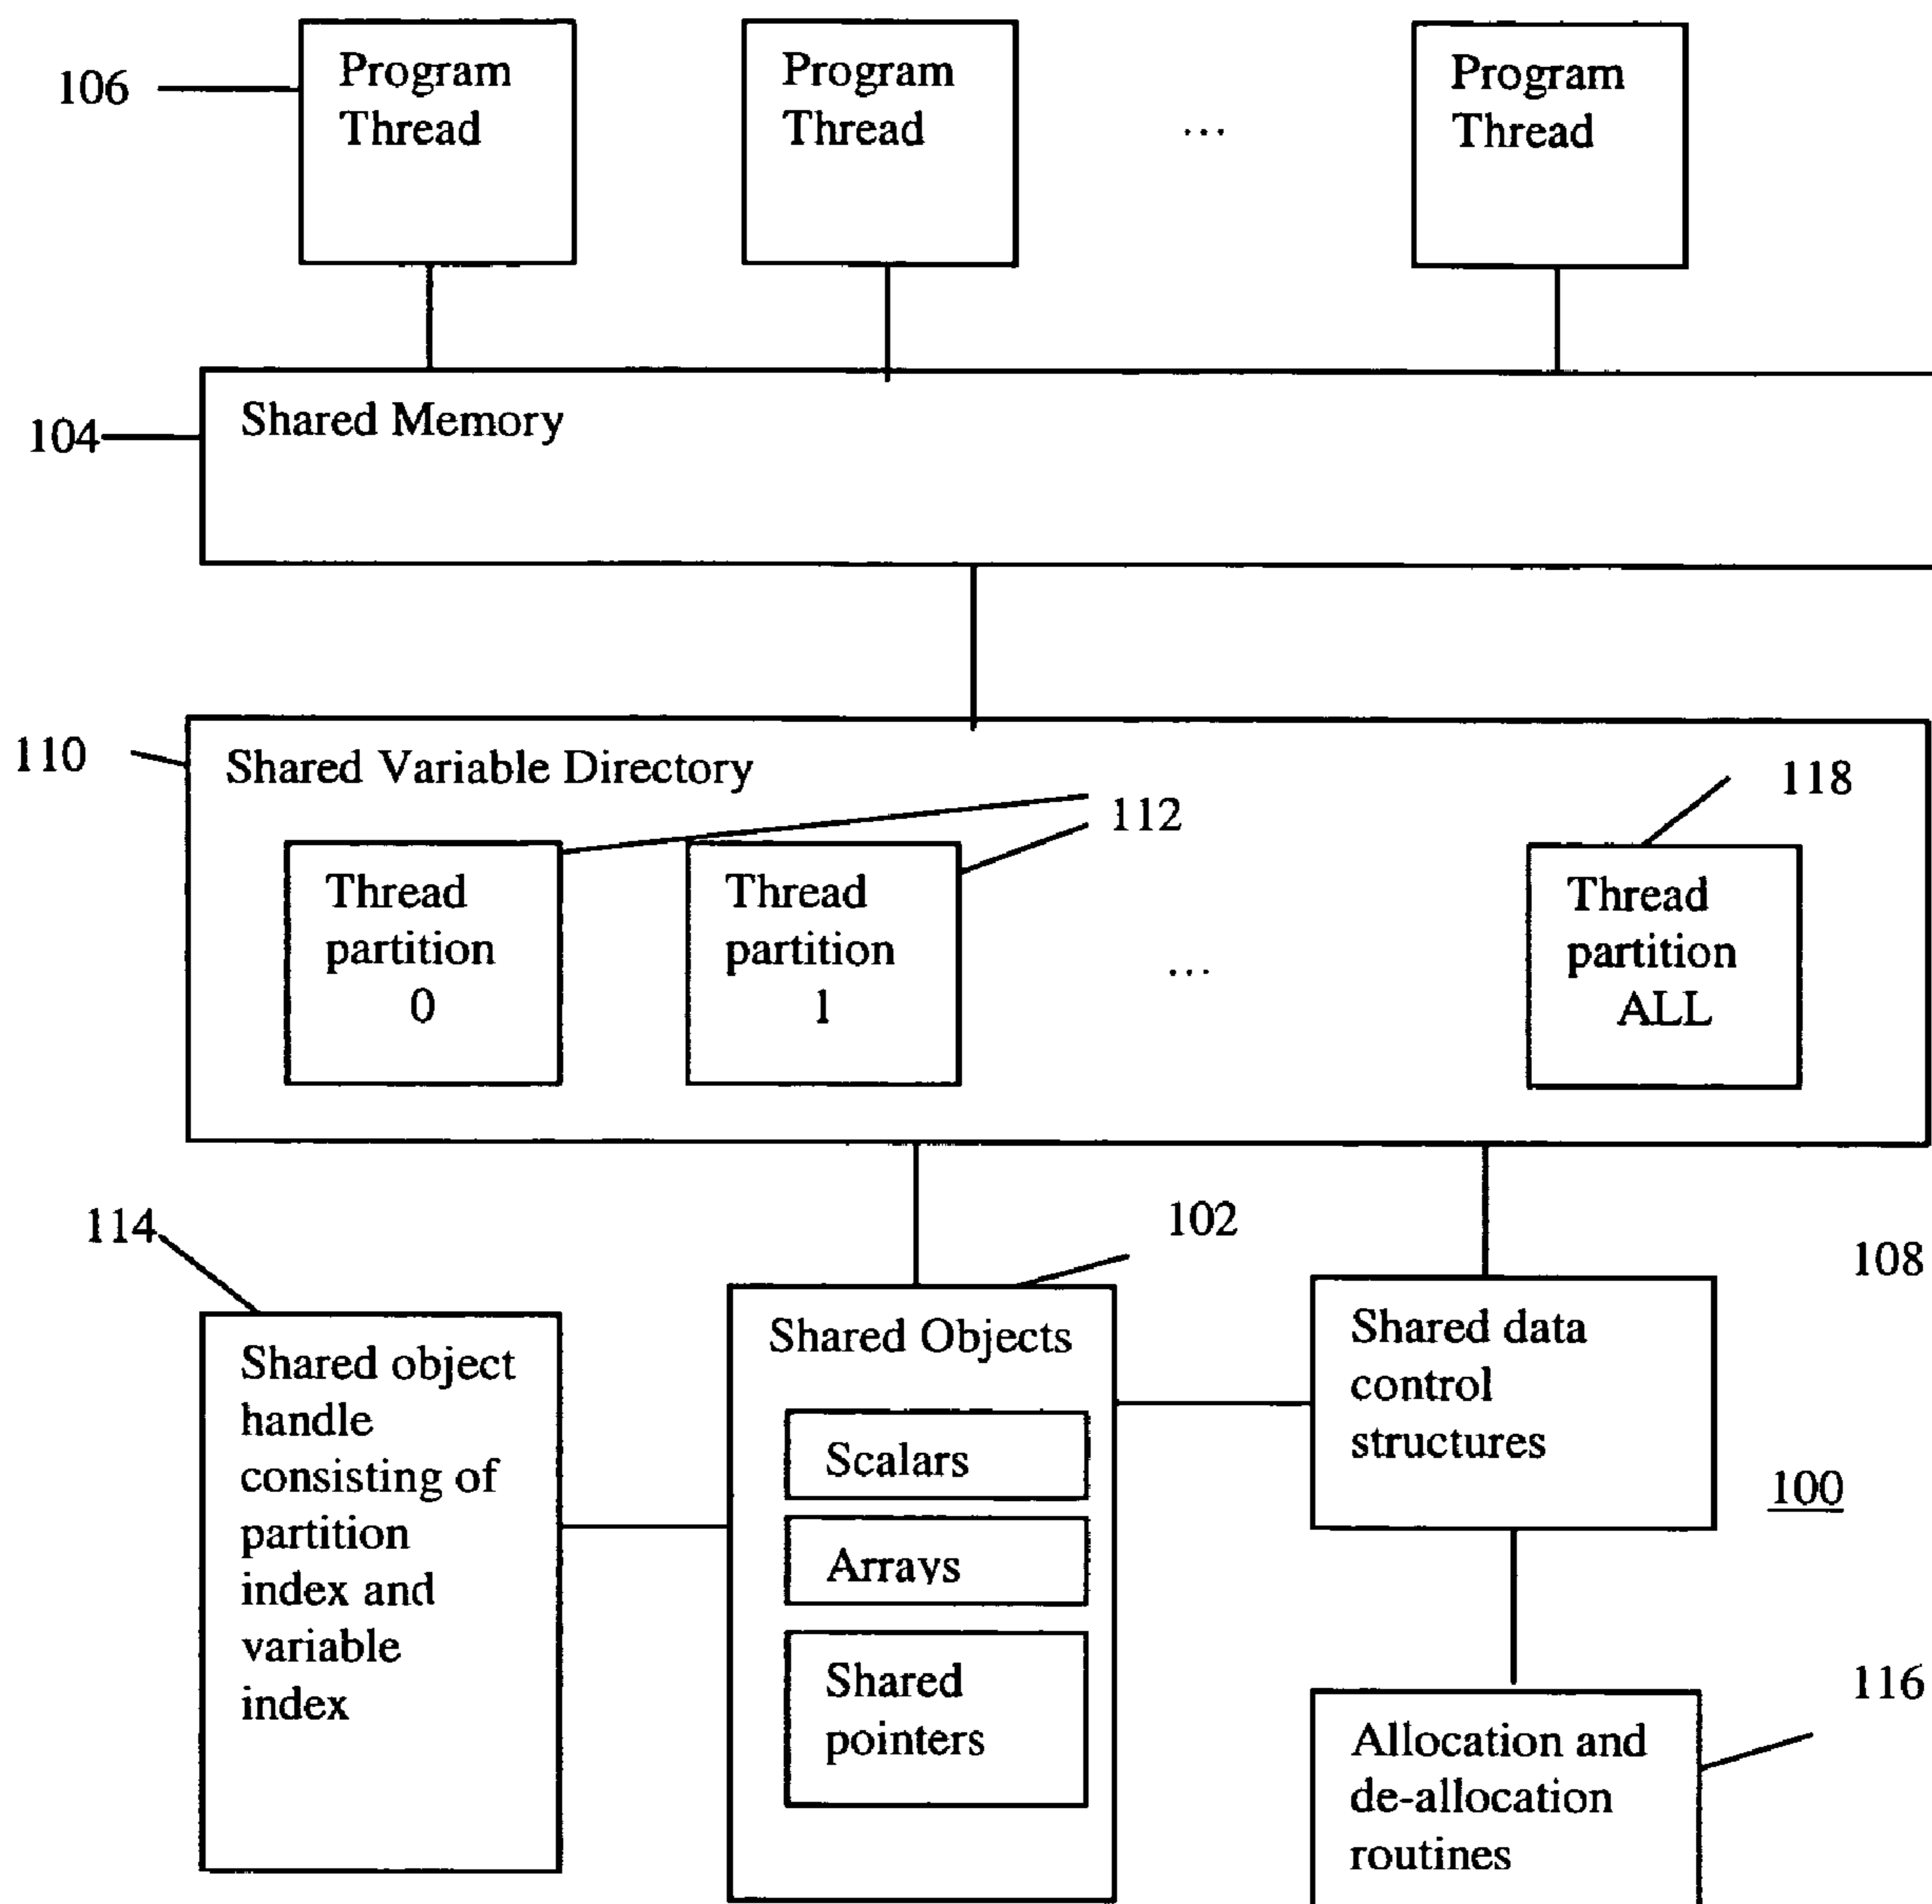 106
Program
Thread
Program
Thread
...
Program
Thread
104
Shared Memory
110
Shared Variable Directory
112
118
Thread
partition
0
Thread
partition
1
...
Thread
partition
ALL
114
102
108
Shared object
handle
consisting of
partition
index and
variable
index
Shared Objects
Scalars
Arrays
Shared
pointers
Shared data
control
structures
100
116
Allocation and
de-allocation
routines